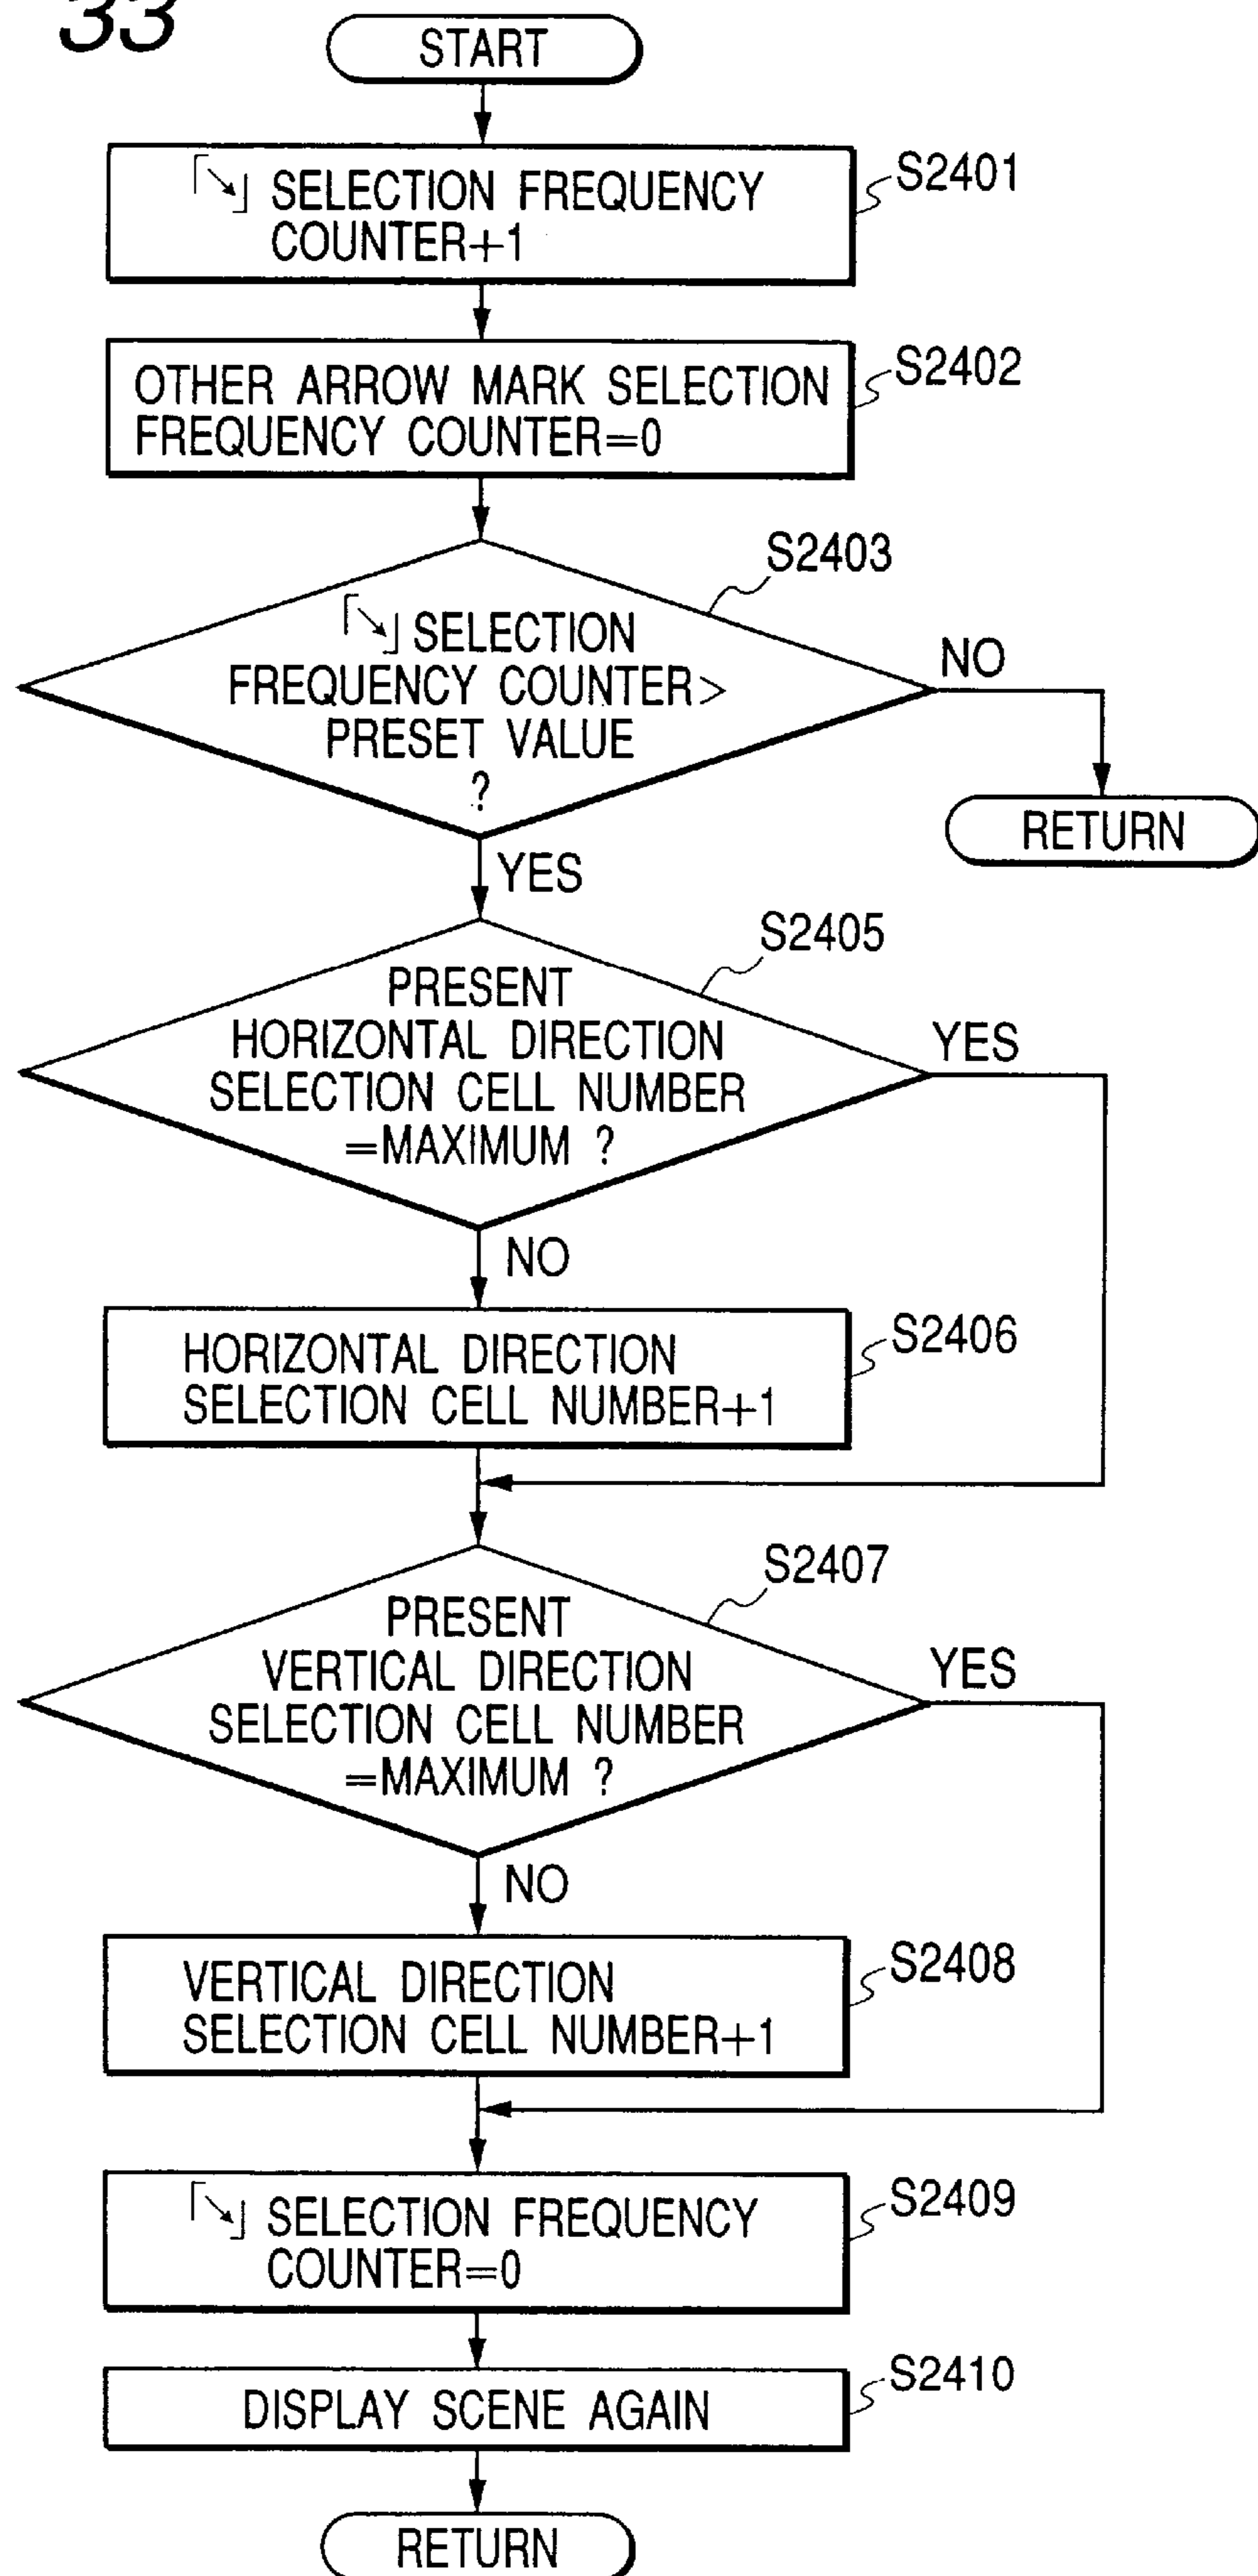 33
START
「↘」 SELECTION FREQUENCY
COUNTER+1
S2401
OTHER ARROW MARK SELECTION
FREQUENCY COUNTER=0
S2402
S2403
「↘」 SELECTION
FREQUENCY COUNTER>
PRESET VALUE
?
NO
RETURN
YES
S2405
PRESENT
HORIZONTAL DIRECTION
SELECTION CELL NUMBER
=MAXIMUM ?
YES
NO
HORIZONTAL DIRECTION
SELECTION CELL NUMBER+1
S2406
S2407
PRESENT
VERTICAL DIRECTION
SELECTION CELL NUMBER
=MAXIMUM ?
YES
NO
VERTICAL DIRECTION
SELECTION CELL NUMBER+1
S2408
「↘」 SELECTION FREQUENCY
COUNTER=0
S2409
DISPLAY SCENE AGAIN
S2410
RETURN